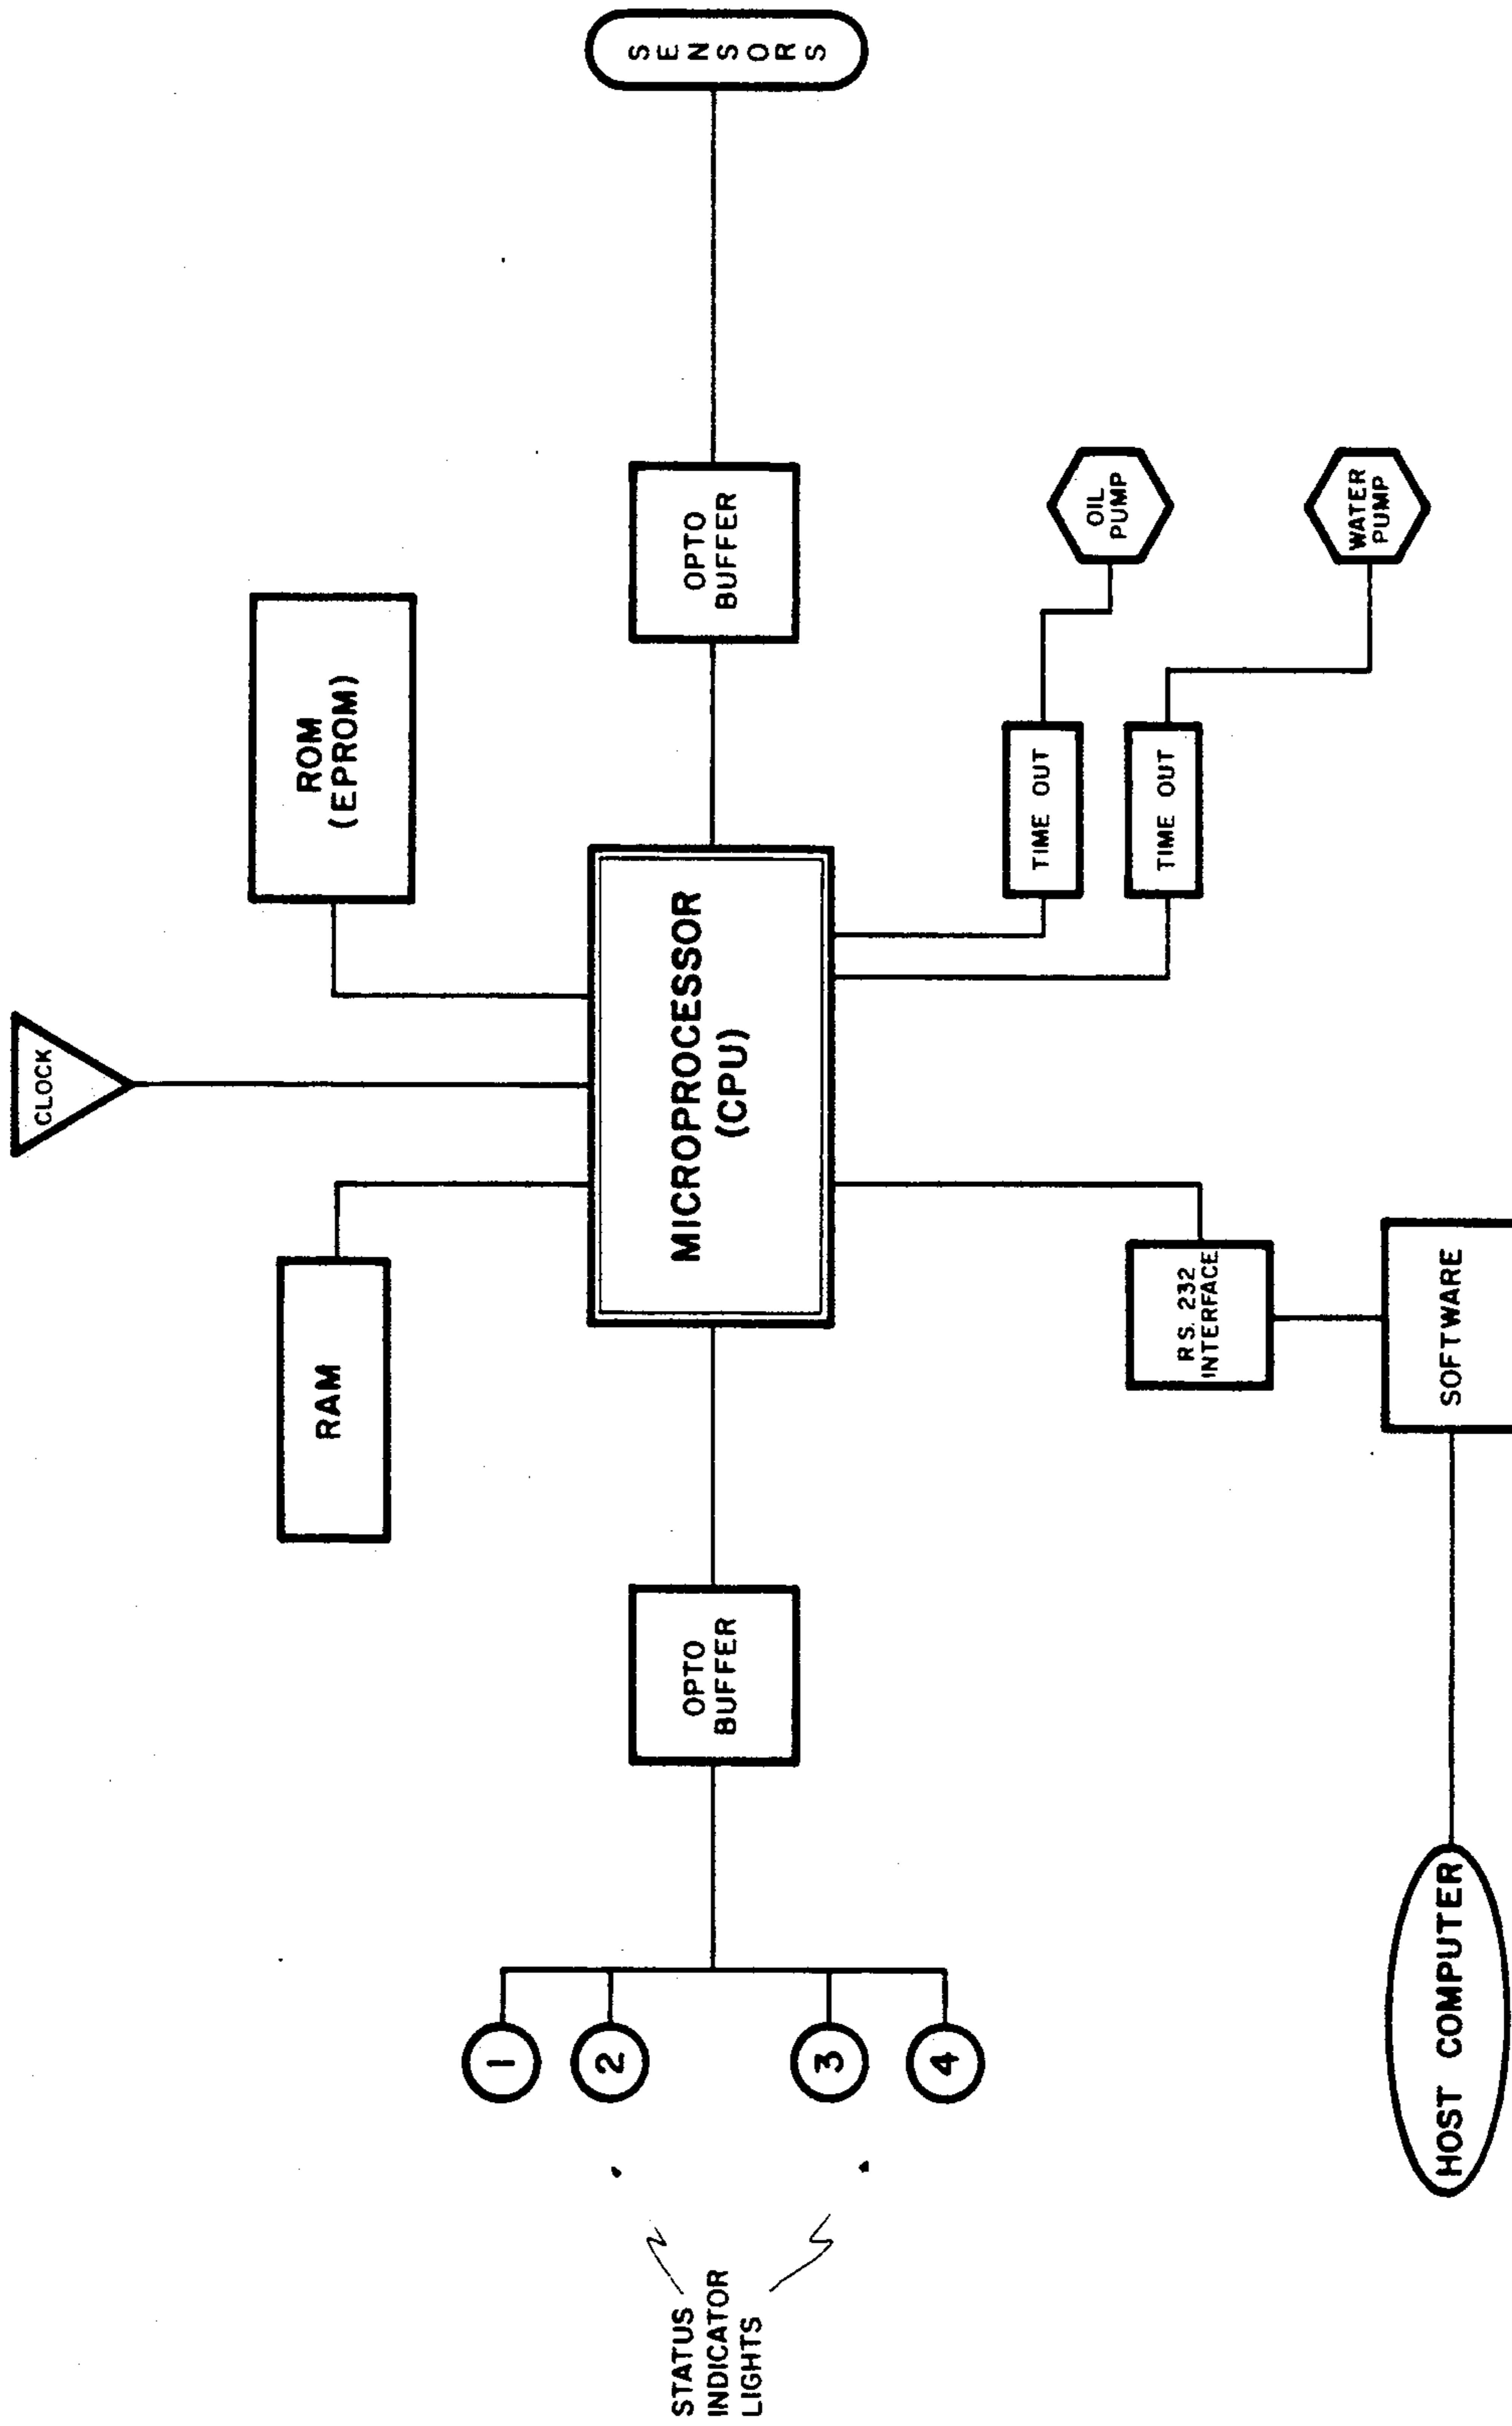 CLOCK
RAM
ROM
(EPROM)
1
2
3
4
STATUS
INDICATOR
LIGHTS
OPTO
BUFFER
MICROPROCESSOR
(CPU)
OPTO
BUFFER
SENSORS
TIME OUT
OIL
PUMP
TIME OUT
WATER
PUMP
RS. 232
INTERFACE
HOST COMPUTER
SOFTWARE